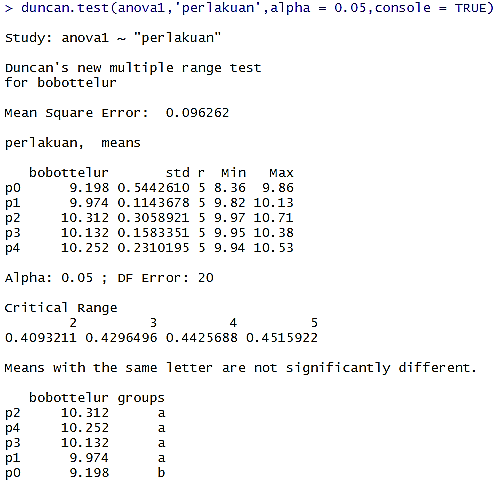 > duncan.test(anova1,'perlakuan',alpha = 0.05,console = TRUE)
Study: anova1 ~ "perlakuan"
Duncan's new multiple range test
for bobottelur
Mean Square Error:  0.096262
perlakuan,  means
   bobottelur       std r  Min   Max
p0      9.198 0.5442610 5 8.36  9.86
p1      9.974 0.1143678 5 9.82 10.13
p2     10.312 0.3058921 5 9.97 10.71
p3     10.132 0.1583351 5 9.95 10.38
p4     10.252 0.2310195 5 9.94 10.53
Alpha: 0.05 ; DF Error: 20
Critical Range
        2         3         4         5
0.4093211 0.4296496 0.4425688 0.4515922
Means with the same letter are not significantly different.
   bobottelur groups
p2     10.312      a
p4     10.252      a
p3     10.132      a
p1      9.974      a
p0      9.198      b